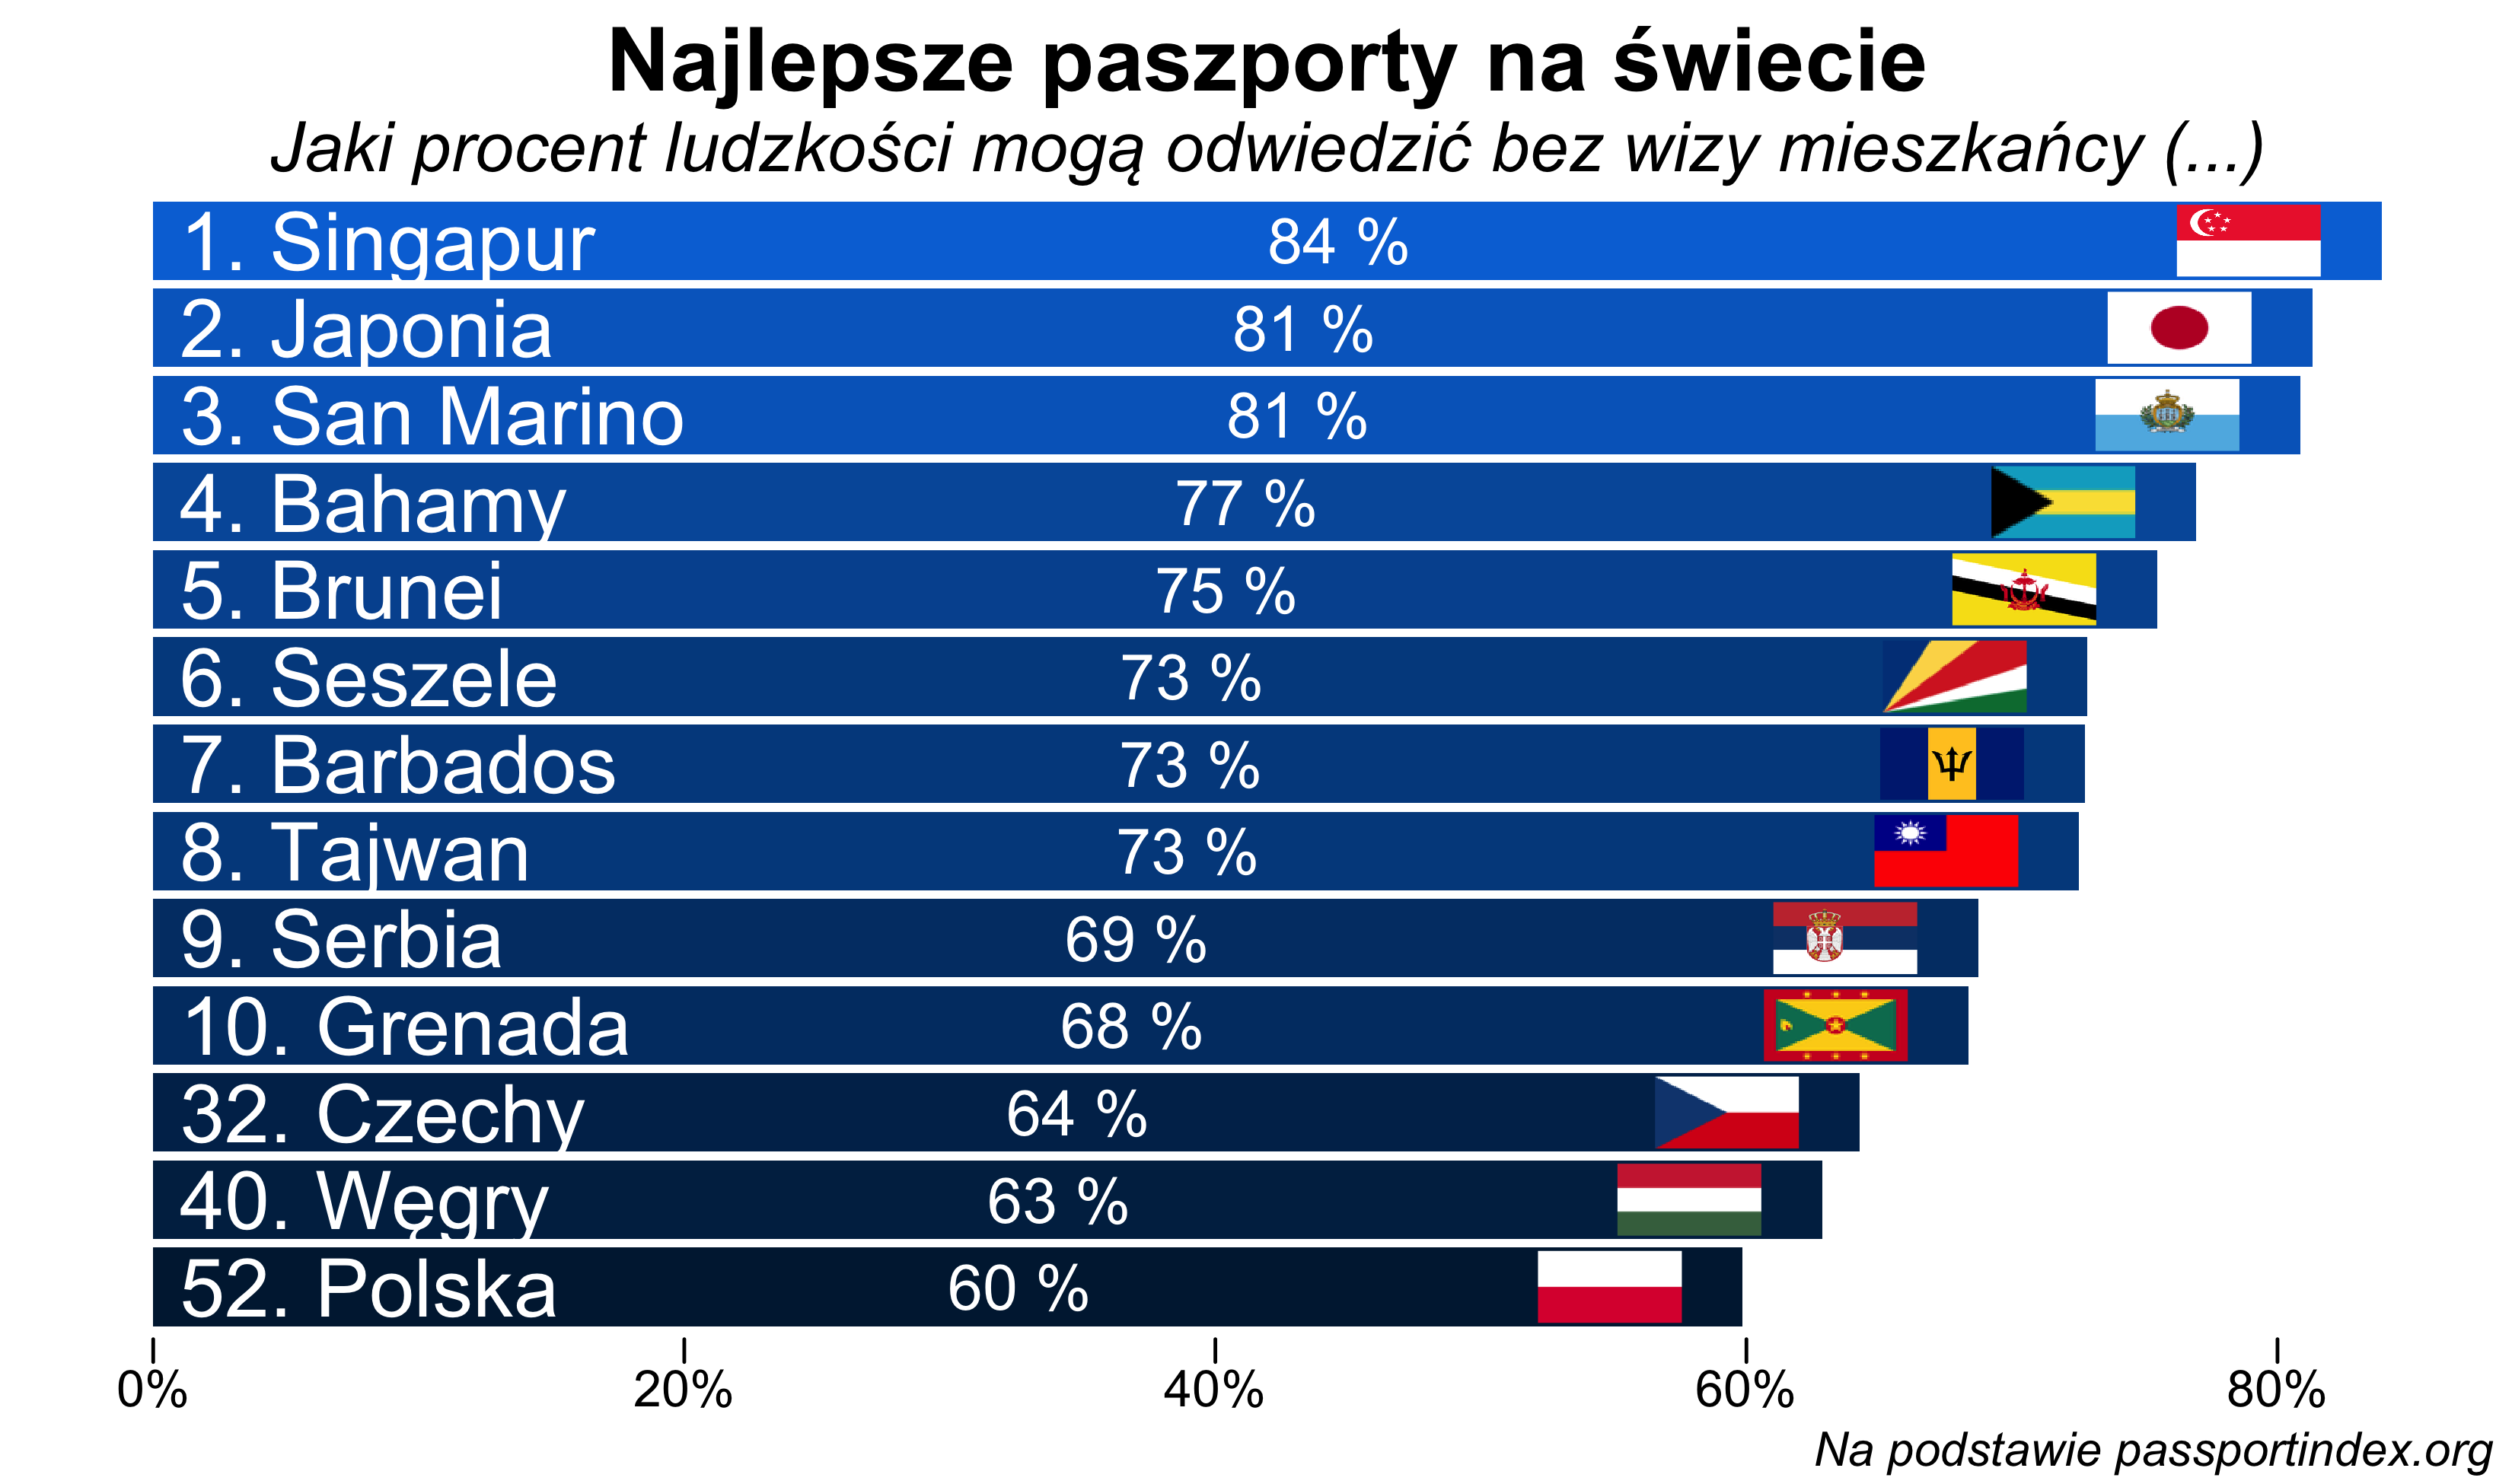 Najlepsze paszporty na świecie
Jaki procent ludzkości mogą odwiedzić bez wizy mieszkańcy (...)
1. Singapur 84 %
2. Japonia 81 %
3. San Marino 81 %
4. Bahamy 77 %
5. Brunei 75 %
6. Seszele 73 %
7. Barbados 73 %
8. Tajwan 73 %
9. Serbia 69 %
10. Grenada 68 %
32. Czechy 64 %
40. Węgry 63 %
52. Polska 60 %
0% 20% 40% 60% 80%
Na podstawie passportindex.org